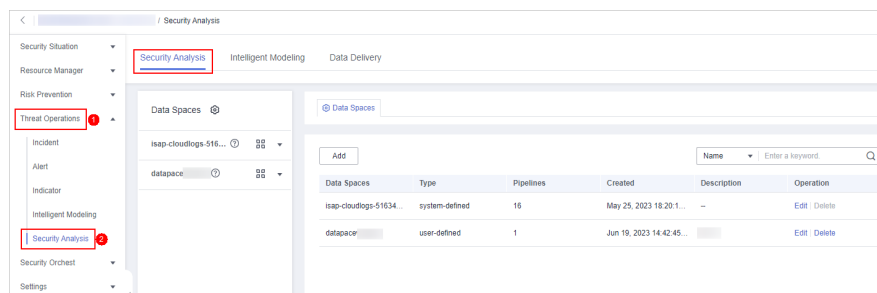 / Security Analysis
Security Situation
Resource Manager
Risk Prevention
Threat Operations 1
Incident
Alert
Indicator
Intelligent Modeling
Security Analysis 2
Security Orchest
Settings
Security Analysis Intelligent Modeling Data Delivery
Data Spaces
isap-cloudlogs-516...
datapace
Data Spaces
Add Name Enter a keyword.
Data Spaces Type Pipelines Created Description Operation
isap-cloudlogs-51634... system-defined 16 May 25, 2023 18:20:1... – Edit Delete
datapace user-defined 1 Jun 19, 2023 14:42:45... Edit Delete